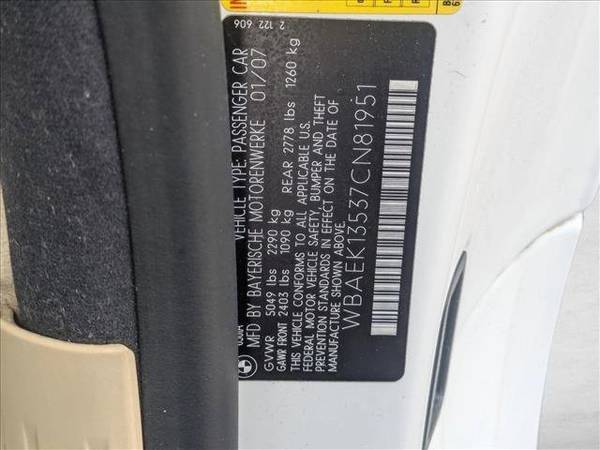 VEHICLE TYPE: PASSENGER CAR
MFD BY BAYERISCHE MOTORENWERKE 01/07
GVWR 5049 lbs 2290 kg
GAWR FRONT 2403 lbs 1090 kg REAR 2778 lbs 1260 kg
THIS VEHICLE CONFORMS TO ALL APPLICABLE U.S.
FEDERAL MOTOR VEHICLE SAFETY, BUMPER AND THEFT
PREVENTION STANDARDS IN EFFECT ON THE DATE OF
MANUFACTURE SHOWN ABOVE.
WBAEK13537CN81951
2 122 606
BMW